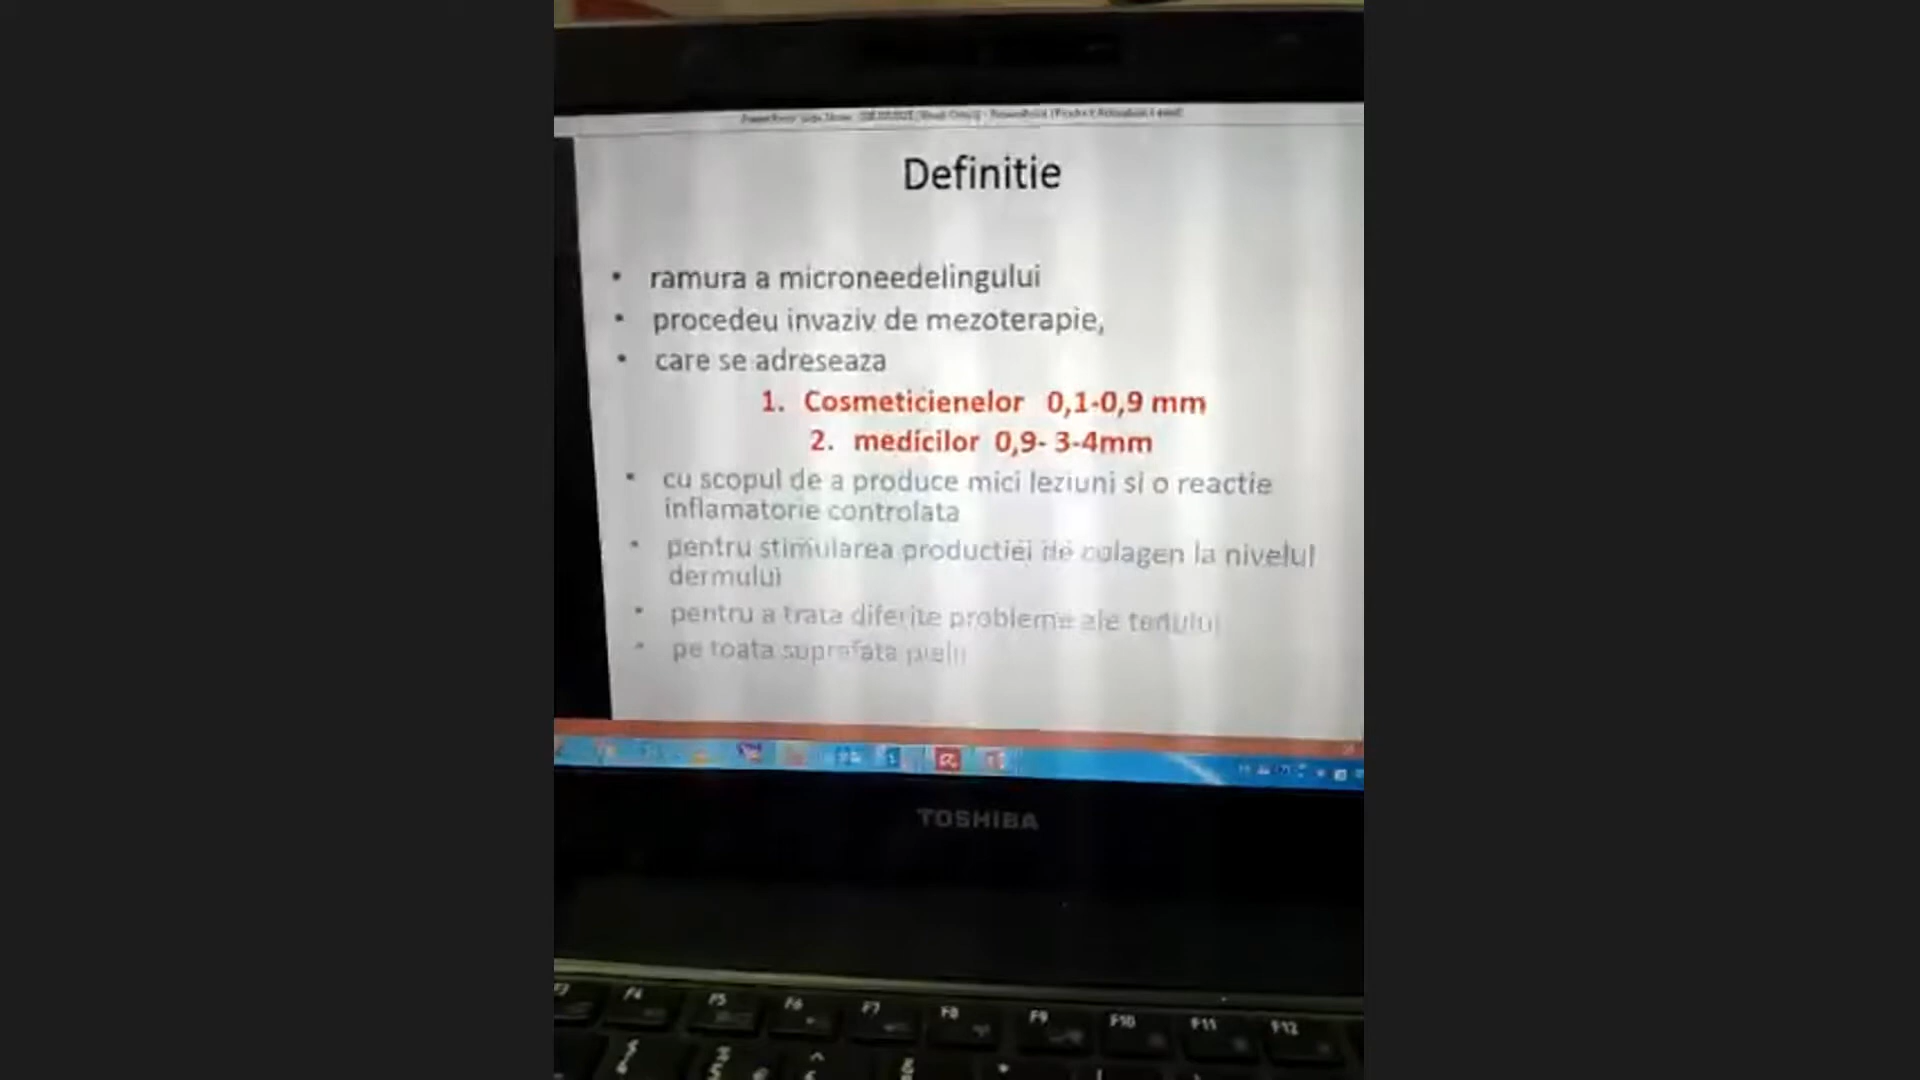 Definitie
• ramura a microneedelingului
• procedeu invaziv de mezoterapie,
• care se adreseaza
1. Cosmeticienelor 0,1-0,9 mm
2. medicilor 0,9- 3-4mm
• cu scopul de a produce mici leziuni si o reactie
inflamatorie controlata
• pentru stimularea productiei de colagen la nivelul
dermului
• pentru a trata diferite probleme ale tenului
• pe toata suprafata pielii
TOSHIBA
F3 F4 F5 F6 F7 F8 F9 F10 F11 F12